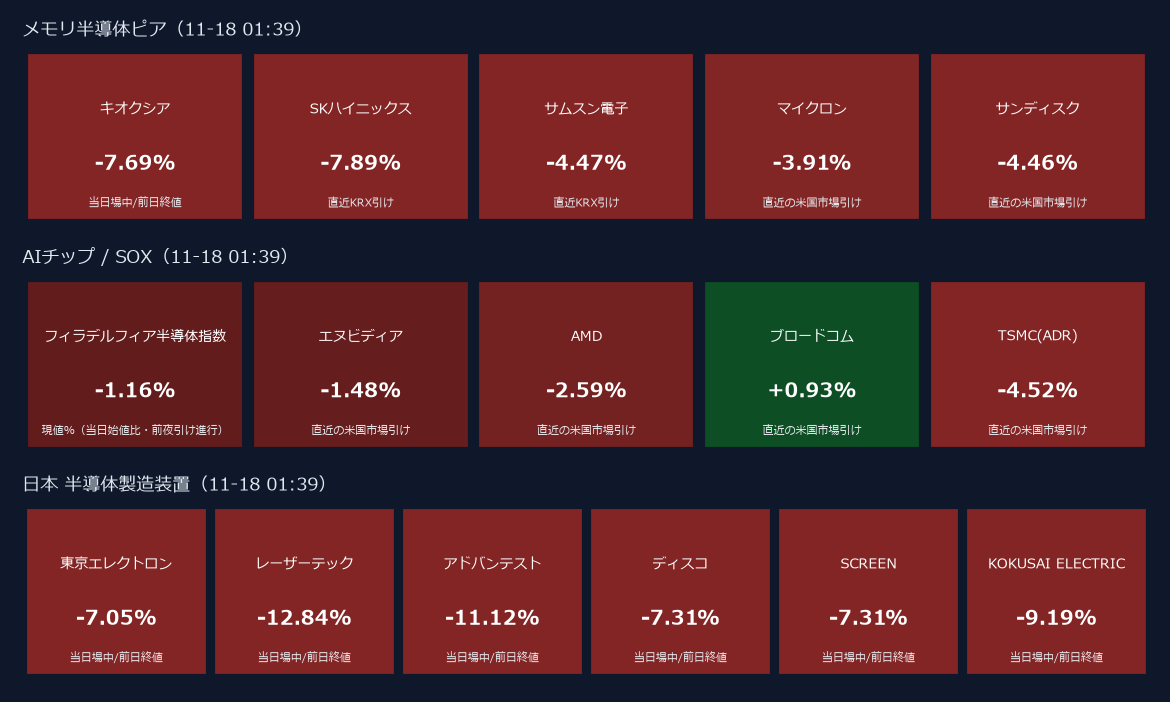 メモリ半導体ピア（11-18 01:39）
キオクシア
-7.69%
当日場中/前日終値
SKハイニックス
-7.89%
直近KRX引け
サムスン電子
-4.47%
直近KRX引け
マイクロン
-3.91%
直近の米国市場引け
サンディスク
-4.46%
直近の米国市場引け
AIチップ / SOX（11-18 01:39）
フィラデルフィア半導体指数
-1.16%
現値%（当日始値比・前夜引け進行）
エヌビディア
-1.48%
直近の米国市場引け
AMD
-2.59%
直近の米国市場引け
ブロードコム
+0.93%
直近の米国市場引け
TSMC(ADR)
-4.52%
直近の米国市場引け
日本 半導体製造装置（11-18 01:39）
東京エレクトロン
-7.05%
当日場中/前日終値
レーザーテック
-12.84%
当日場中/前日終値
アドバンテスト
-11.12%
当日場中/前日終値
ディスコ
-7.31%
当日場中/前日終値
SCREEN
-7.31%
当日場中/前日終値
KOKUSAI ELECTRIC
-9.19%
当日場中/前日終値